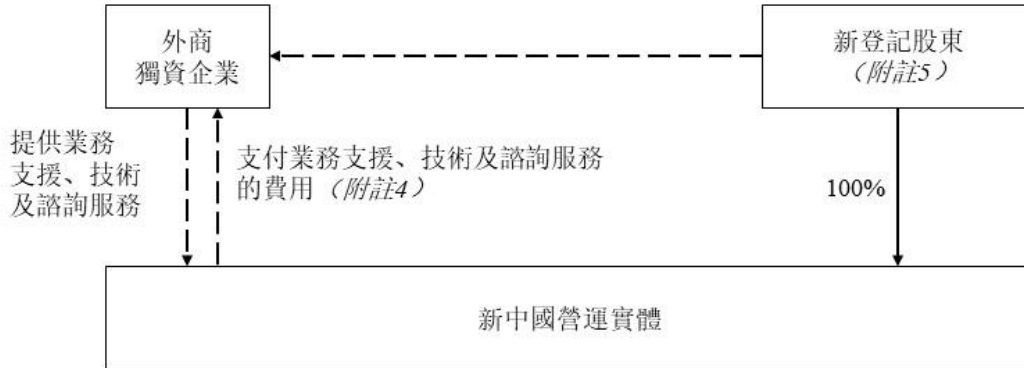 外商
獨資企業
新登記股東
（附註5）
提供業務
支援、技術
及諮詢服務
支付業務支援、技術及諮詢服務
的費用（附註4）
100%
新中國營運實體